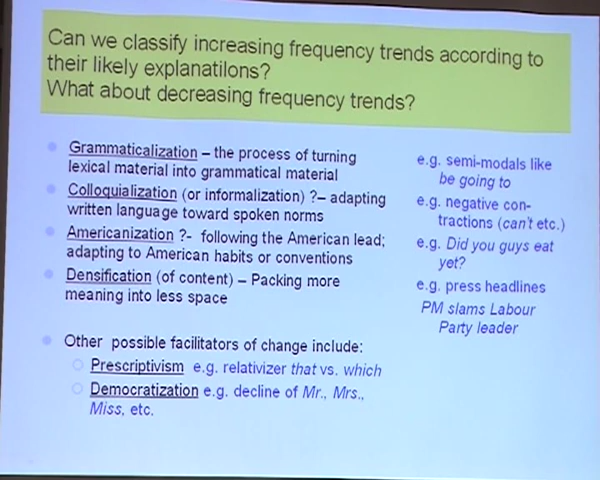 Can we classify increasing frequency trends according to
their likely explanatilons?
What about decreasing frequency trends?
Grammaticalization – the process of turning
lexical material into grammatical material
e.g. semi-modals like
be going to
Colloquialization (or informalization) ?– adapting
written language toward spoken norms
e.g. negative con-
tractions (can't etc.)
Americanization ?- following the American lead;
adapting to American habits or conventions
e.g. Did you guys eat
yet?
Densification (of content) – Packing more
meaning into less space
e.g. press headlines
PM slams Labour
Party leader
Other possible facilitators of change include:
Prescriptivism e.g. relativizer that vs. which
Democratization e.g. decline of Mr., Mrs.,
Miss, etc.